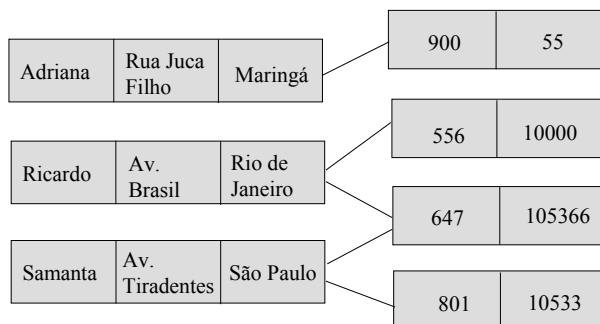 Adriana
Rua Juca
Filho
Maringá
900
55
Ricardo
Av.
Brasil
Rio de
Janeiro
556
10000
647
105366
Samanta
Av.
Tiradentes
São Paulo
801
10533